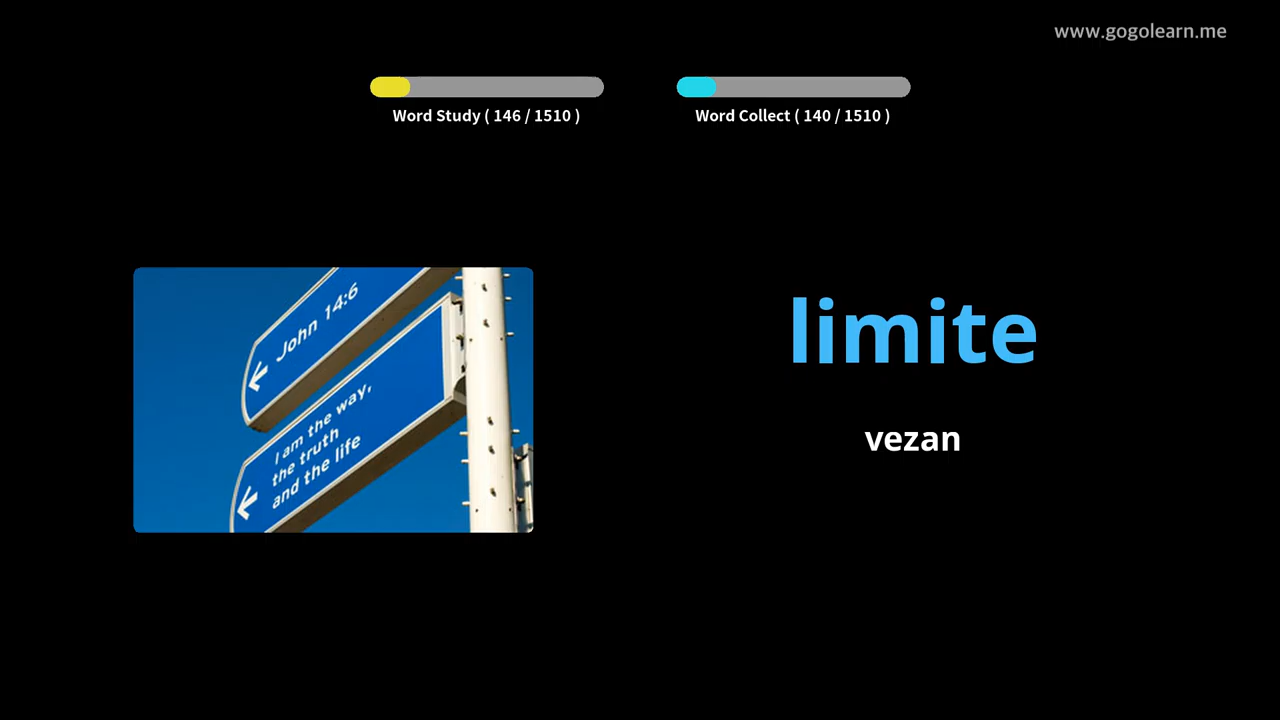 www.gogolearn.me
Word Study ( 146 / 1510 )
Word Collect ( 140 / 1510 )
John 14:6
I am the way,
the truth
and the life
limite
vezan